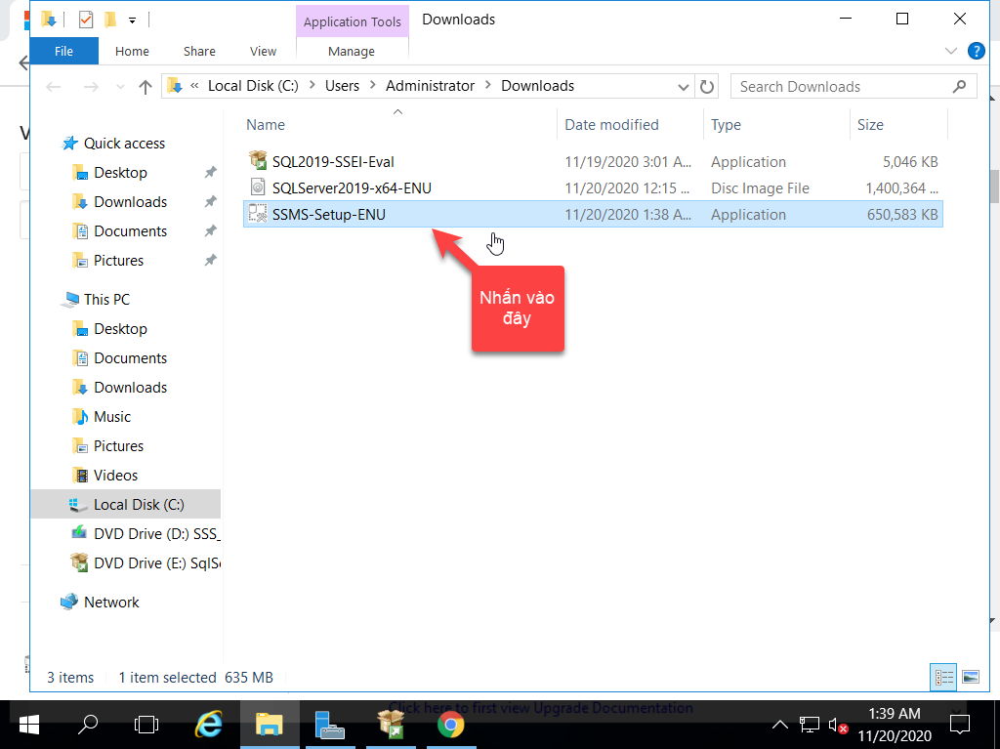 Application Tools
Downloads
File
Home
Share
View
Manage
« Local Disk (C:) > Users > Administrator > Downloads
Search Downloads
Name
Date modified
Type
Size
SQL2019-SSEI-Eval
11/19/2020 3:01 A...
Application
5,046 KB
SQLServer2019-x64-ENU
11/20/2020 12:15 ...
Disc Image File
1,400,364 ...
SSMS-Setup-ENU
11/20/2020 1:38 A...
Application
650,583 KB
Nhấn vào
đây
Quick access
Desktop
Downloads
Documents
Pictures
This PC
Desktop
Documents
Downloads
Music
Pictures
Videos
Local Disk (C:)
DVD Drive (D:) SSS_
DVD Drive (E:) SqlSe
Network
3 items
1 item selected
635 MB
Click here to first view Upgrade Documentation
1:39 AM
11/20/2020